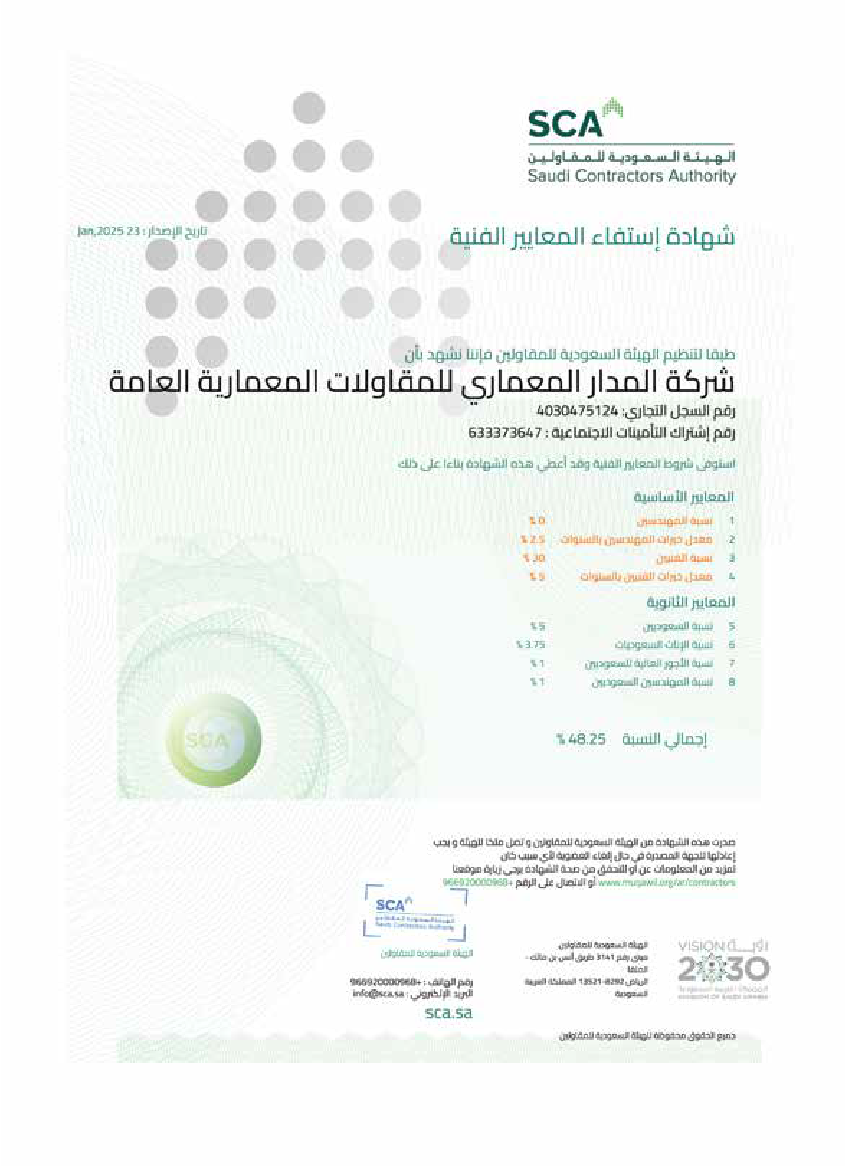 SCA
الهيئة السعودية للمقاولين
Saudi Contractors Authority
شهادة إستفاء المعايير الفنية
تاريخ الإصدار: 23 Jan,2025
طبقا لتنظيم الهيئة السعودية للمقاولين فإننا نشهد بأن
شركة المدار المعماري للمقاولات المعمارية العامة
رقم السجل التجاري: 4030475124
رقم إشتراك التأمينات الاجتماعية : 633373647
استوفى شروط المعايير الفنية وقد أعطي هذه الشهادة بناءا على ذلك
المعايير الأساسية
1 نسبة المهندسين 0 %
2 معدل خبرات المهندسين بالسنوات 2.5 %
3 نسبة الفنيين 30 %
4 معدل خبرات الفنيين بالسنوات 5 %
المعايير الثانوية
5 نسبة السعوديين 5 %
6 نسبة الإناث السعوديات 3.75 %
7 نسبة الأجور العالية للسعوديين 1 %
8 نسبة المهندسين السعوديين 1 %
إجمالي النسبة 48.25 %
SCA
صدرت هذه الشهادة من الهيئة السعودية للمقاولين و تصل ملكا للهيئة و يجب
إعادتها للجهة المصدرة في حال إلغاء العضوية لأي سبب كان
لمزيد من المعلومات عن أو للتحقق من صحة الشهادة يرجى زيارة موقعنا
www.muqawil.org/ar/contractors أو الاتصال على الرقم +966920000960
SCA
الهيئة السعودية للمقاولين
Saudi Contractors Authority
الهيئة السعودية للمقاولين
رقم الهاتف : +966920000960
البريد الإلكتروني : info@sca.sa
sca.sa
الهيئة السعودية للمقاولين
مبنى رقم 3141 طريق أنس بن مالك -
الملقا
الرياض 8292-13521 المملكة العربية
السعودية
VISION رؤيـــة
2030
المملكة العربية السعودية
KINGDOM OF SAUDI ARABIA
جميع الحقوق محفوظة للهيئة السعودية للمقاولين